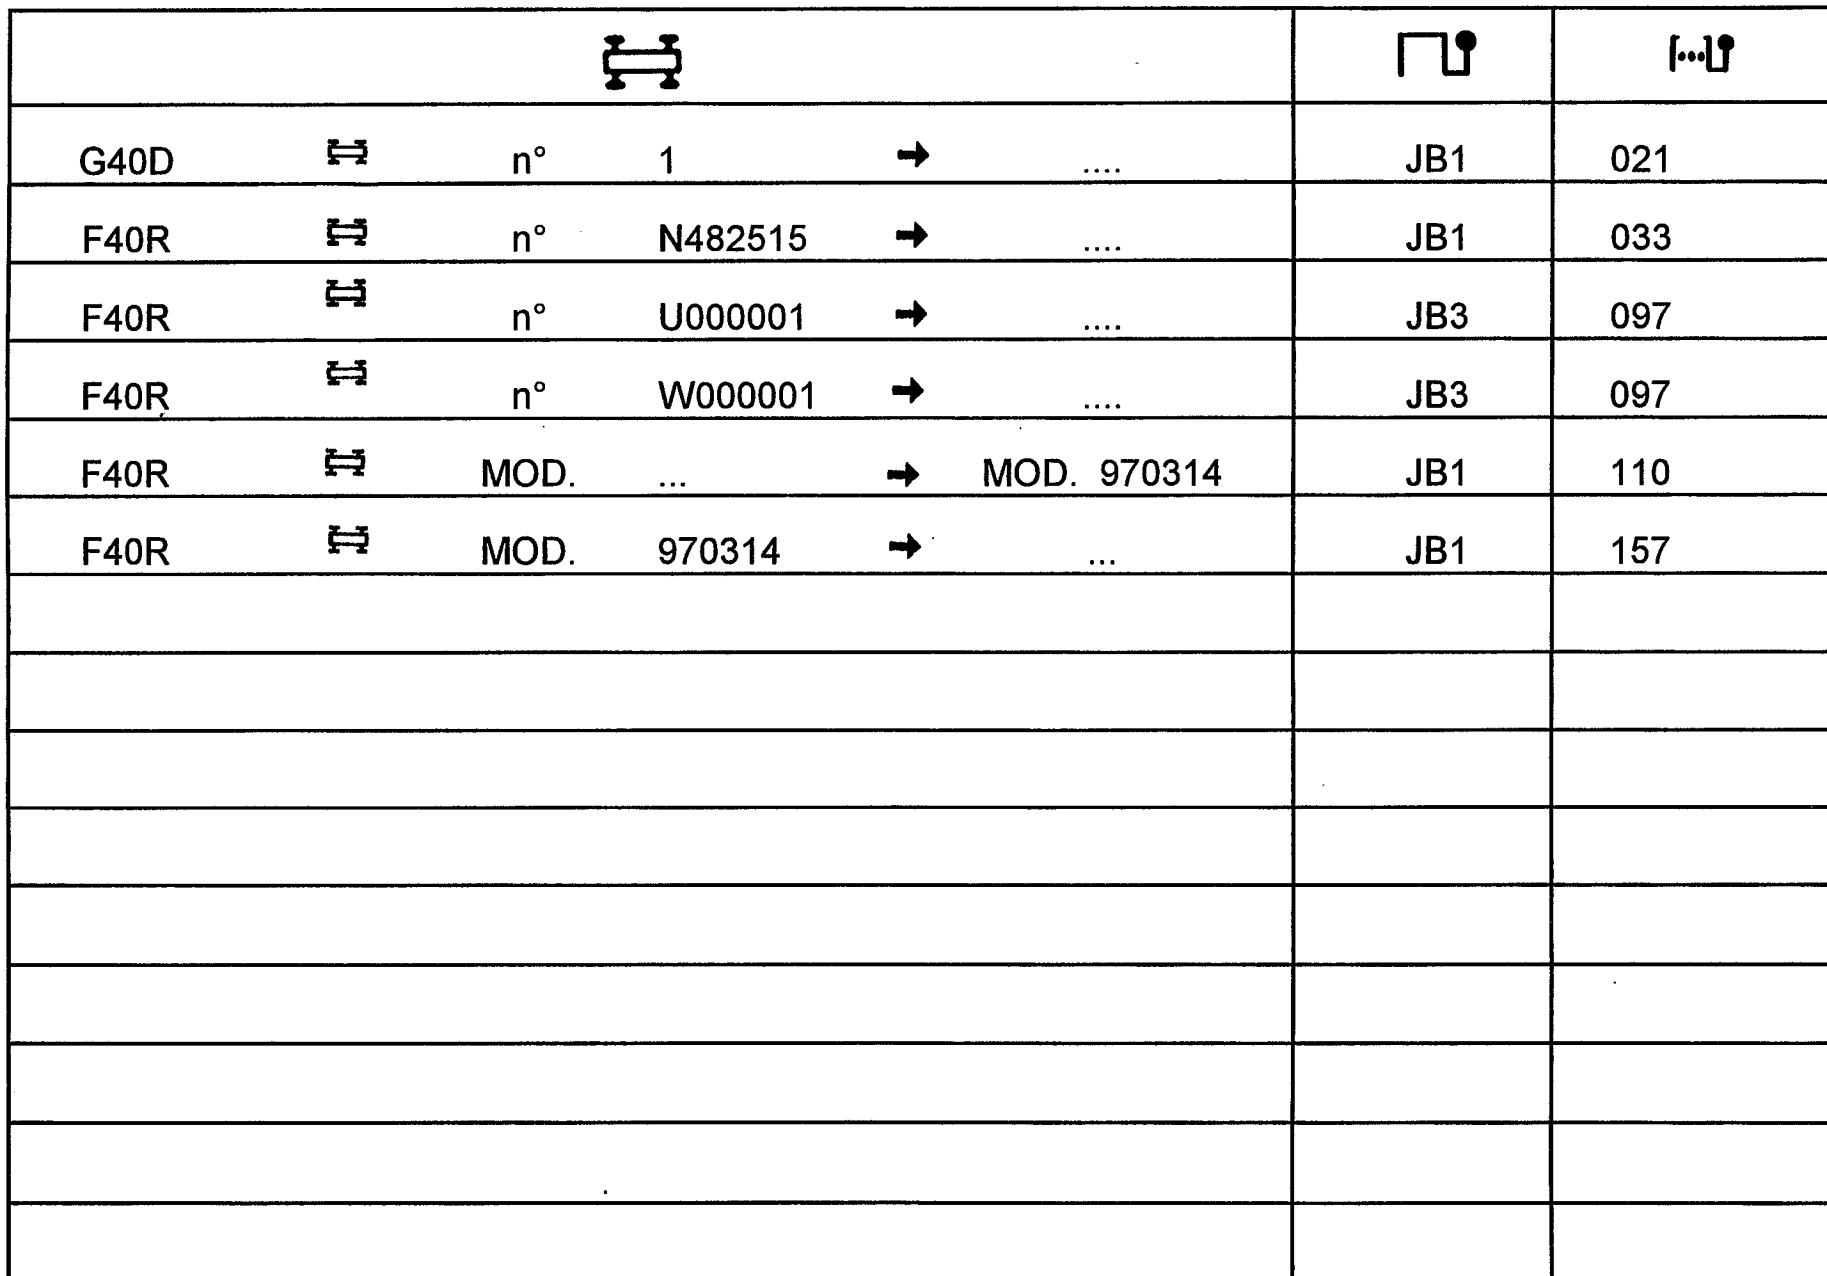 G40D n° 1 → .... JB1 021
F40R n° N482515 → .... JB1 033
F40R n° U000001 → .... JB3 097
F40R n° W000001 → .... JB3 097
F40R MOD. ... → MOD. 970314 JB1 110
F40R MOD. 970314 → ... JB1 157